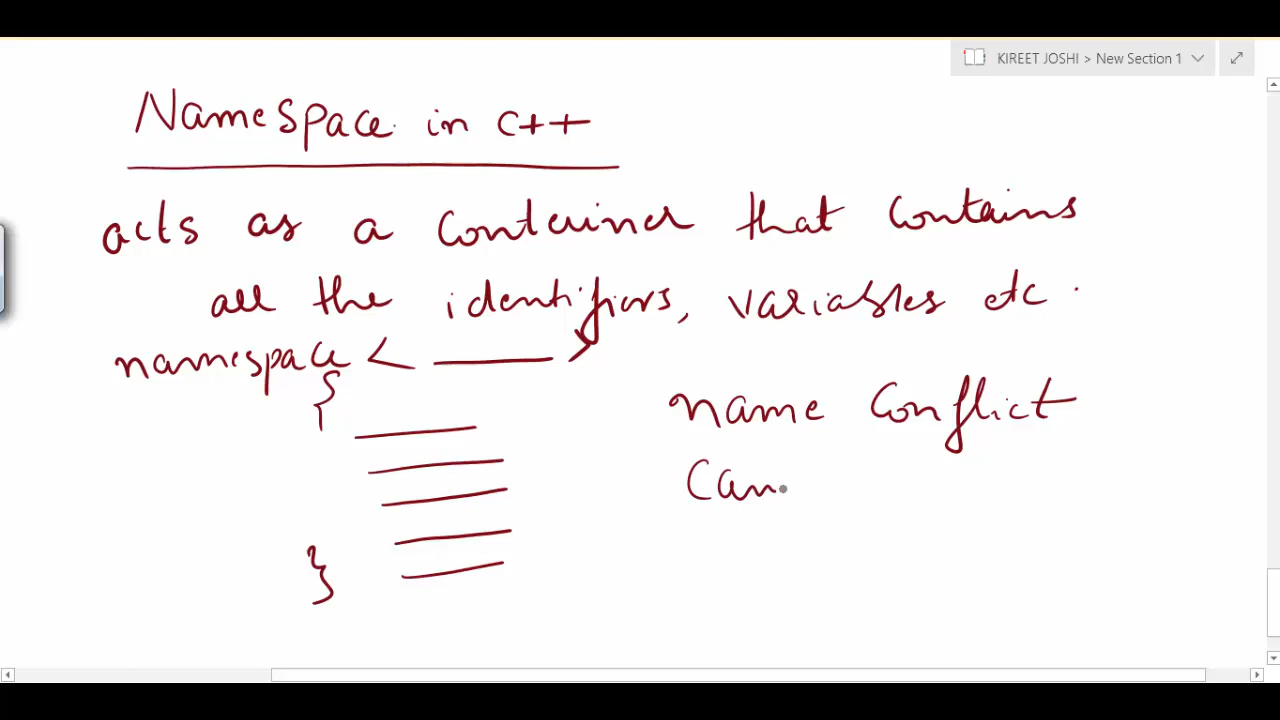 KIREET JOSHI > New Section 1
Namespace in c++
acts as a container that contains
all the identifiers, variables etc.
namespace < >
{
}
name conflict
Can